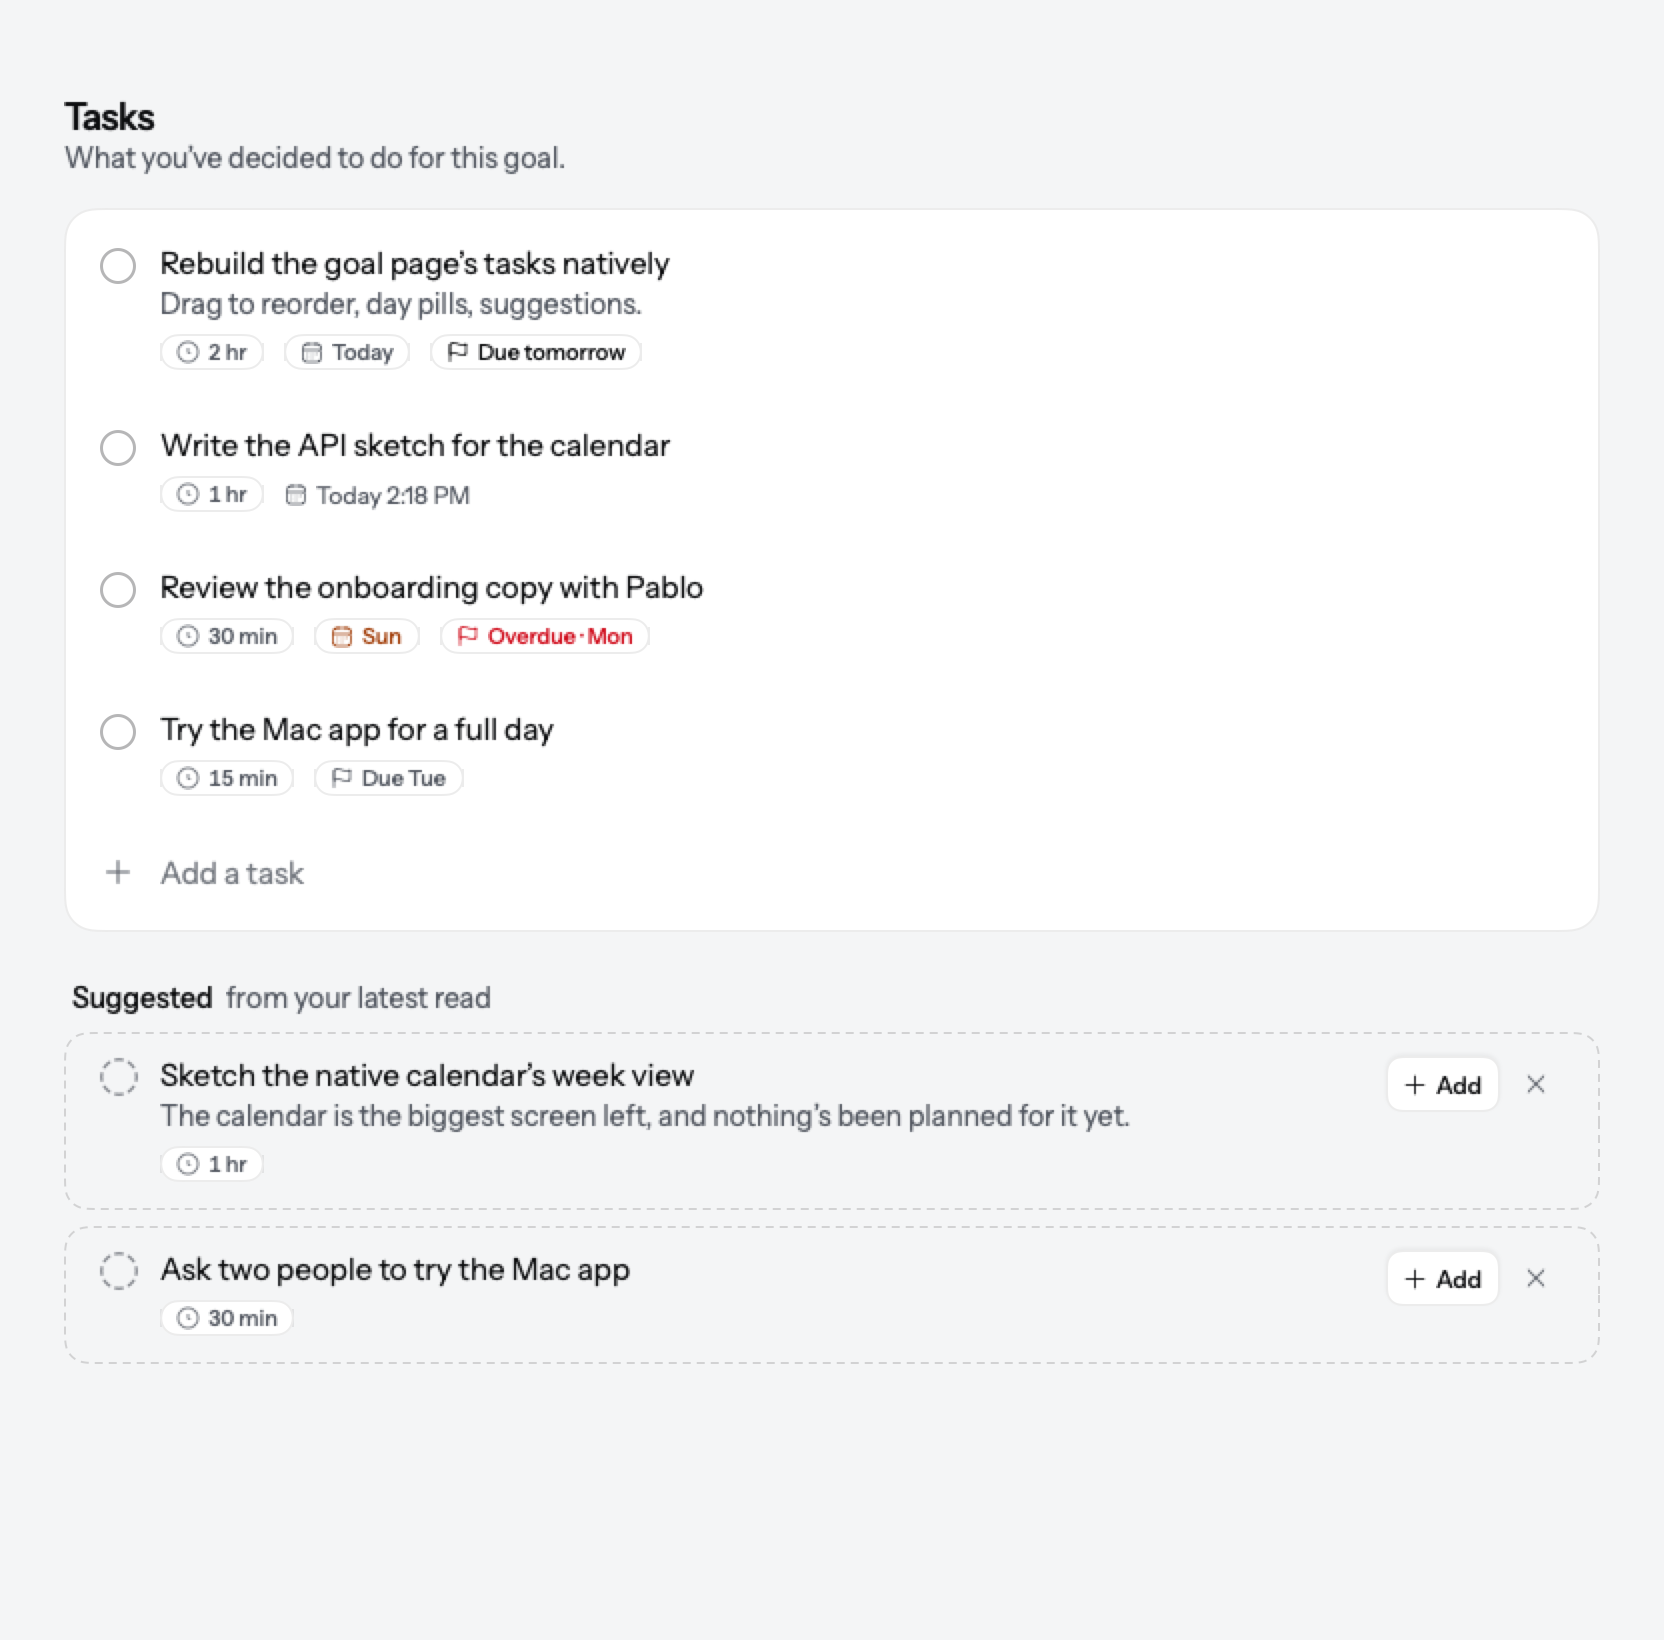 Tasks
What you've decided to do for this goal.
Rebuild the goal page's tasks natively
Drag to reorder, day pills, suggestions.
2 hr Today Due tomorrow
Write the API sketch for the calendar
1 hr Today 2:18 PM
Review the onboarding copy with Pablo
30 min Sun Overdue · Mon
Try the Mac app for a full day
15 min Due Tue
Add a task
Suggested from your latest read
Sketch the native calendar's week view
+ Add
The calendar is the biggest screen left, and nothing's been planned for it yet.
1 hr
Ask two people to try the Mac app
+ Add
30 min